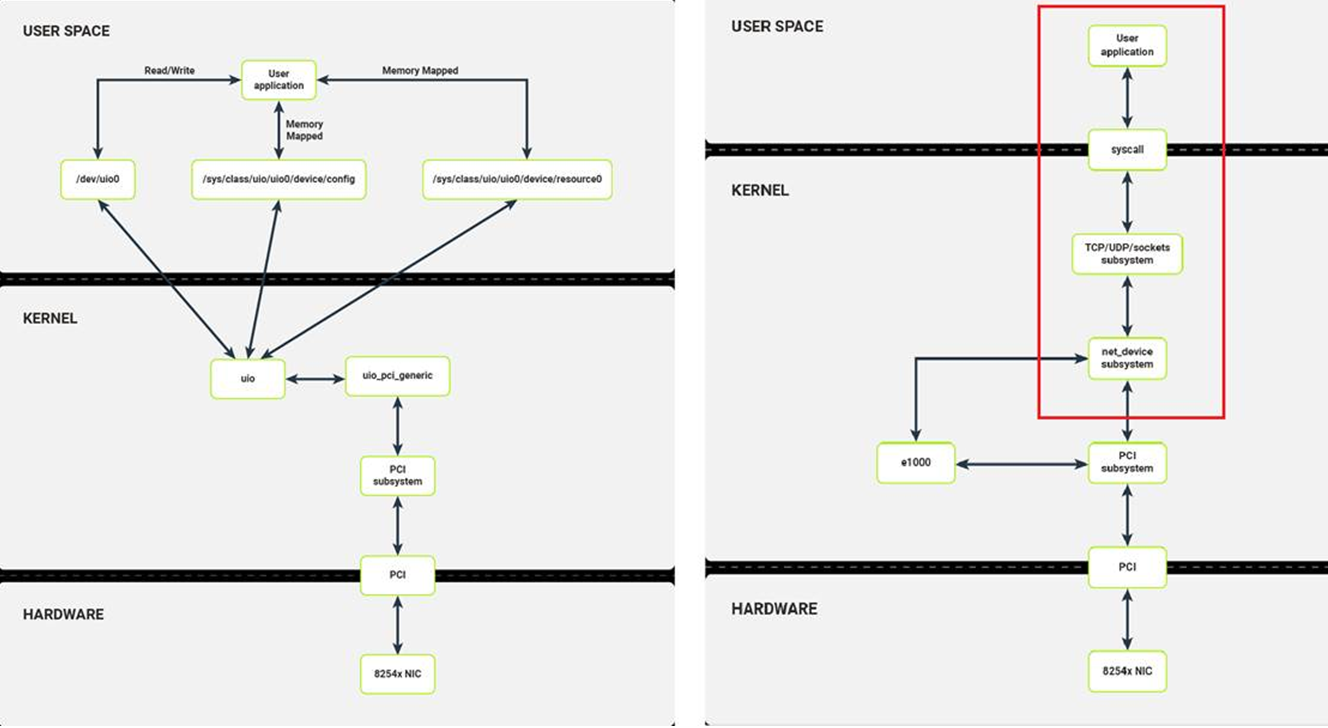 USER SPACE
Read/Write
User
application
Memory Mapped
Memory
Mapped
/dev/uio0
/sys/class/uio/uio0/device/config
/sys/class/uio/uio0/device/resource0
KERNEL
uio
uio_pci_generic
PCI
subsystem
PCI
HARDWARE
8254x NIC
USER SPACE
User
application
syscall
KERNEL
TCP/UDP/sockets
subsystem
net_device
subsystem
e1000
PCI
subsystem
PCI
HARDWARE
8254x NIC